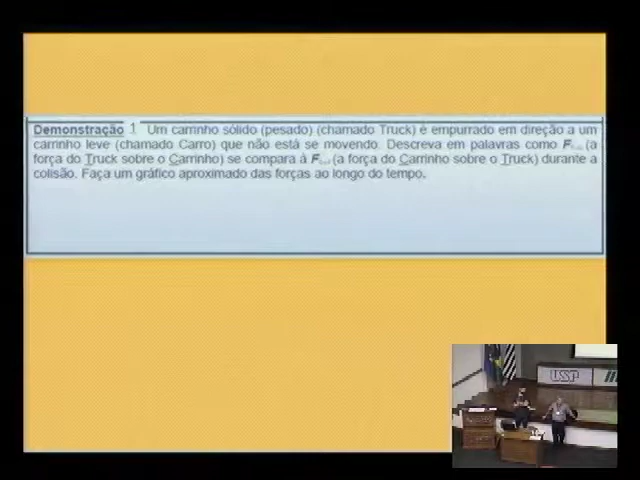 Demonstração 1 Um carrinho sólido (pesado) (chamado Truck) é empurrado em direção a um
carrinho leve (chamado Carro) que não está se movendo. Descreva em palavras como F (a
força do Truck sobre o Carrinho) se compara à F (a força do Carrinho sobre o Truck) durante a
colisão. Faça um gráfico aproximado das forças ao longo do tempo.
USP